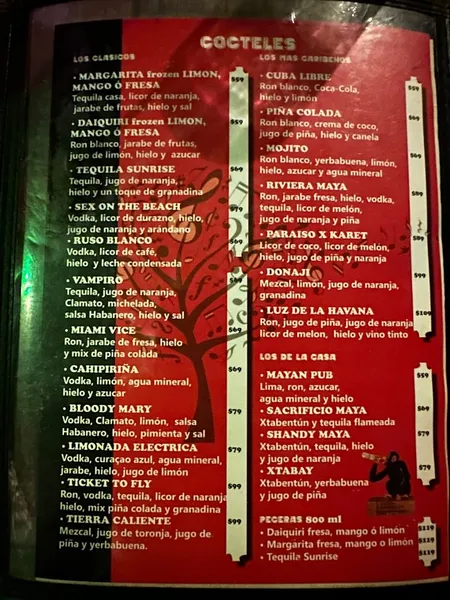 COCTELES
LOS CLASICOS
• MARGARITA frozen LIMON,
MANGO Ó FRESA
$59
Tequila casa, licor de naranja,
jarabe de frutas, hielo y sal
• DAIQUIRI frozen LIMON,
MANGO Ó FRESA
$59
Ron blanco, jarabe de frutas,
jugo de limón, hielo y azucar
• TEQUILA SUNRISE
$69
Tequila, jugo de naranja,
hielo y un toque de granadina
• SEX ON THE BEACH
$79
Vodka, licor de durazno, hielo,
jugo de naranja y arándano
• RUSO BLANCO
$69
Vodka, licor de café,
hielo y leche condensada
• VAMPIRO
Tequila, jugo de naranja,
Clamato, michelada,
salsa Habanero, hielo y sal
• MIAMI VICE
$69
Ron, jarabe de fresa, hielo
y mix de piña colada
• CAHIPIRIÑA
$69
Vodka, limón, agua mineral,
hielo y azucar
• BLOODY MARY
$79
Vodka, Clamato, limón, salsa
Habanero, hielo, pimienta y sal
• LIMONADA ELECTRICA
$79
Vodka, curaçao azul, agua mineral,
jarabe, hielo, jugo de limón
• TICKET TO FLY
$99
Ron, vodka, tequila, licor de naranja
hielo, mix piña colada y granadina
• TIERRA CALIENTE
$99
Mezcal, jugo de toronja, jugo de
piña y yerbabuena.
LOS MAS CARIBEÑOS
• CUBA LIBRE
$59
Ron blanco, Coca-Cola,
hielo y limón
• PIÑA COLADA
$69
Ron blanco, crema de coco,
jugo de piña, hielo y canela
• MOJITO
$69
Ron blanco, yerbabuena, limón,
hielo, azucar y agua mineral
• RIVIERA MAYA
$89
Ron, jarabe fresa, hielo, vodka,
tequila, licor de melón,
jugo de naranja y piña
• PARAISO X KARET
$89
Licor de coco, licor de melón,
hielo, jugo de piña y naranja
• DONAJÍ
$99
Mezcal, limón, jugo de naranja,
granadina
• LUZ DE LA HAVANA
$109
Ron, jugo de piña, jugo de naranja
licor de melon, hielo y vino tinto
LOS DE LA CASA
• MAYAN PUB
$59
Lima, ron, azucar,
agua mineral y hielo
• SACRIFICIO MAYA
$69
Xtabentún y tequila flameada
• SHANDY MAYA
$79
Xtabentún, tequila, hielo
y jugo de naranja
• XTABAY
$79
Xtabentún, yerbabuena
y jugo de piña
PECERAS 800 ml
• Daiquiri fresa, mango ó limón
$119
• Margarita fresa, mango o limón
$119
• Tequila Sunrise
$119